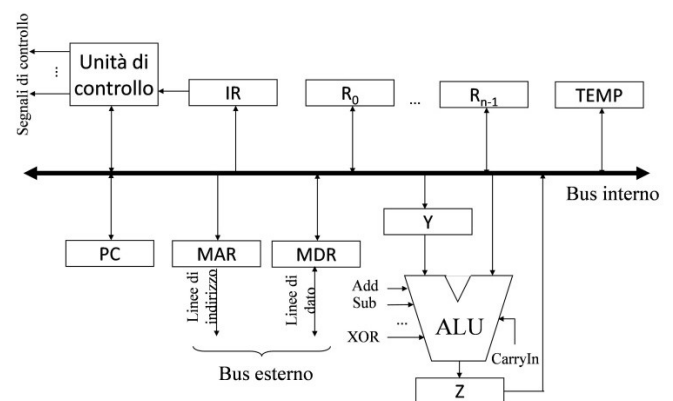 Segnali di controllo
...
Unità di
controllo
IR
R0
...
Rn-1
TEMP
Bus interno
PC
MAR
MDR
Y
Linee di
indirizzo
Linee di
dato
Bus esterno
Add
Sub
...
XOR
ALU
CarryIn
Z